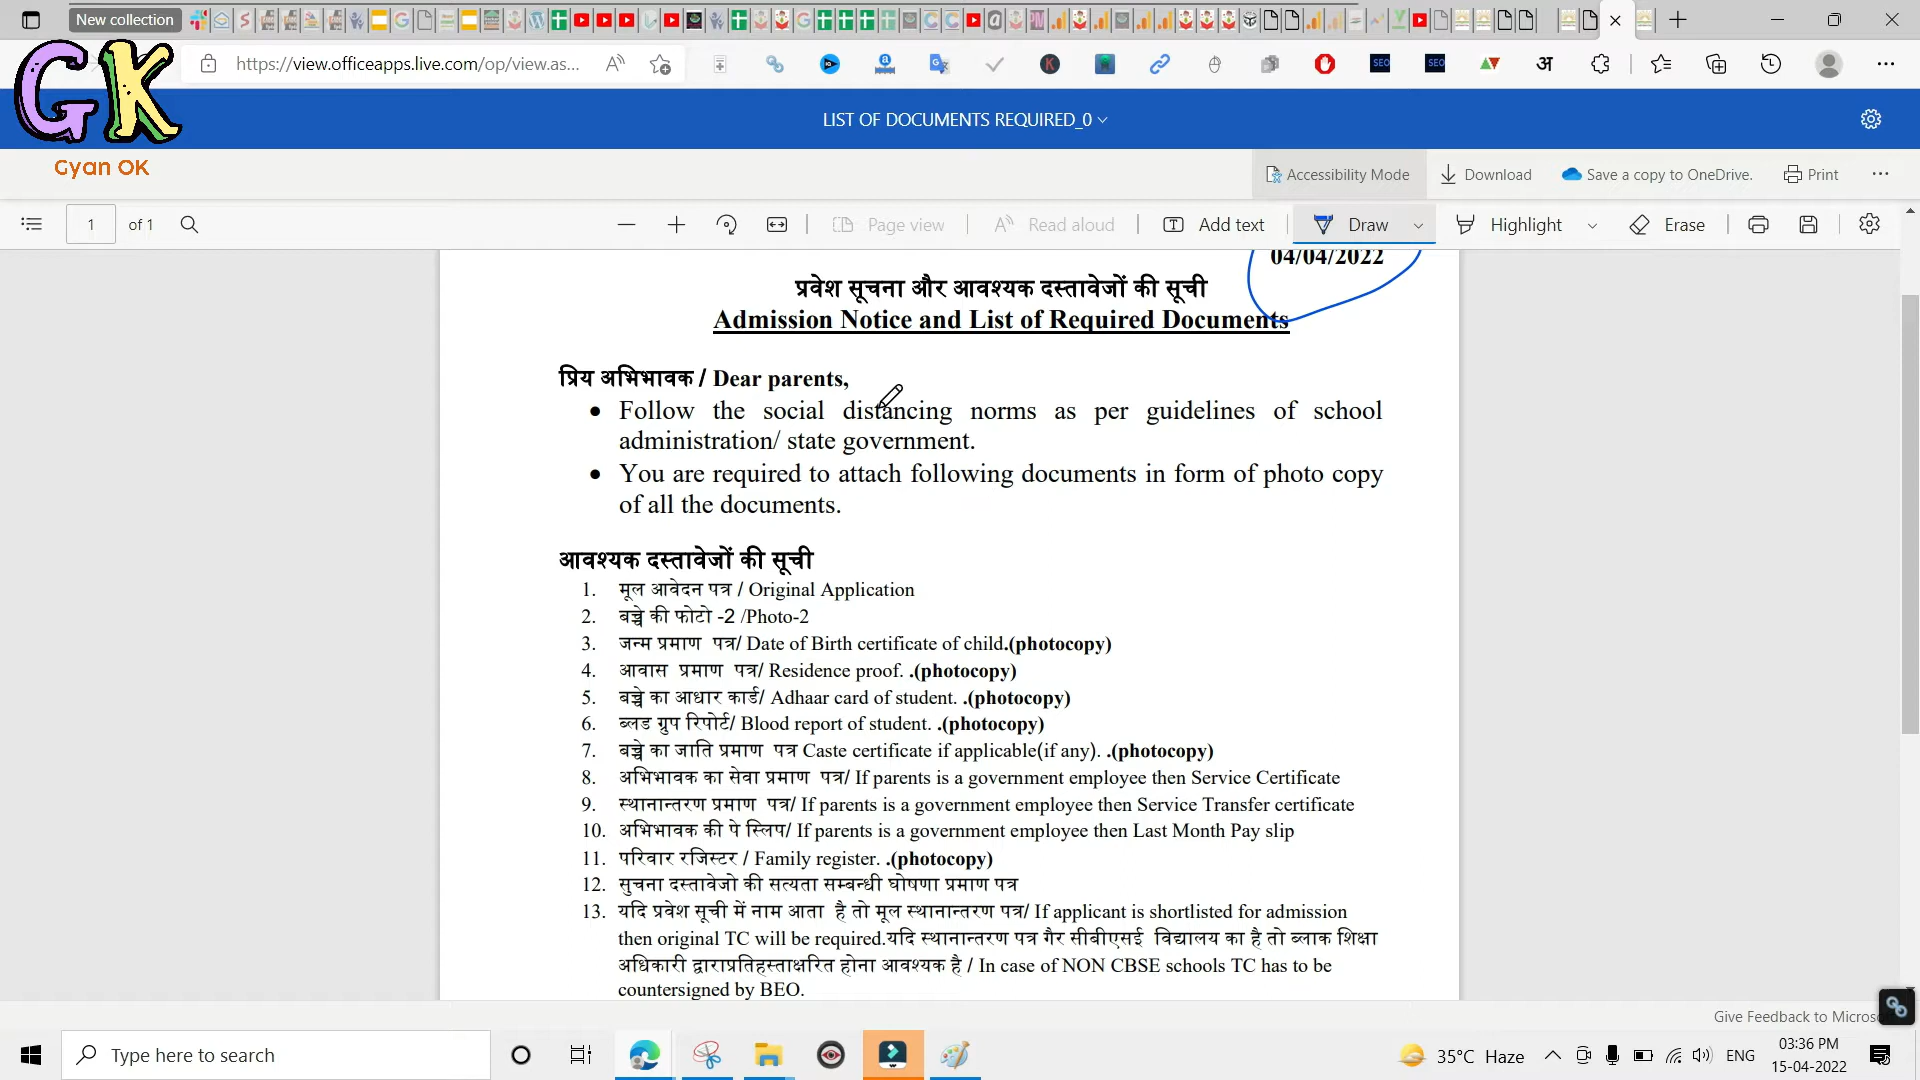 New collection
GK
Gyan OK
https://view.officeapps.live.com/op/view.as...
LIST OF DOCUMENTS REQUIRED_0
Accessibility Mode
Download
Save a copy to OneDrive.
Print
1 of 1
Page view
Read aloud
Add text
Draw
Highlight
Erase
04/04/2022
प्रवेश सूचना और आवश्यक दस्तावेजों की सूची
Admission Notice and List of Required Documents
प्रिय अभिभावक / Dear parents,
• Follow the social distancing norms as per guidelines of school
administration/ state government.
• You are required to attach following documents in form of photo copy
of all the documents.
आवश्यक दस्तावेजों की सूची
1. मूल आवेदन पत्र / Original Application
2. बच्चे की फोटो -2 /Photo-2
3. जन्म प्रमाण पत्र/ Date of Birth certificate of child.(photocopy)
4. आवास प्रमाण पत्र/ Residence proof. .(photocopy)
5. बच्चे का आधार कार्ड/ Adhaar card of student. .(photocopy)
6. ब्लड ग्रुप रिपोर्ट/ Blood report of student. .(photocopy)
7. बच्चे का जाति प्रमाण पत्र Caste certificate if applicable(if any). .(photocopy)
8. अभिभावक का सेवा प्रमाण पत्र/ If parents is a government employee then Service Certificate
9. स्थानान्तरण प्रमाण पत्र/ If parents is a government employee then Service Transfer certificate
10. अभिभावक की पे स्लिप/ If parents is a government employee then Last Month Pay slip
11. परिवार रजिस्टर / Family register. .(photocopy)
12. सुचना दस्तावेजो की सत्यता सम्बन्धी घोषणा प्रमाण पत्र
13. यदि प्रवेश सूची में नाम आता है तो मूल स्थानान्तरण पत्र/ If applicant is shortlisted for admission
then original TC will be required.यदि स्थानान्तरण पत्र गैर सीबीएसई विद्यालय का है तो ब्लाक शिक्षा
अधिकारी द्वाराप्रतिहस्ताक्षरित होना आवश्यक है / In case of NON CBSE schools TC has to be
countersigned by BEO.
Give Feedback to Micros
Type here to search
35°C Haze
ENG
03:36 PM
15-04-2022